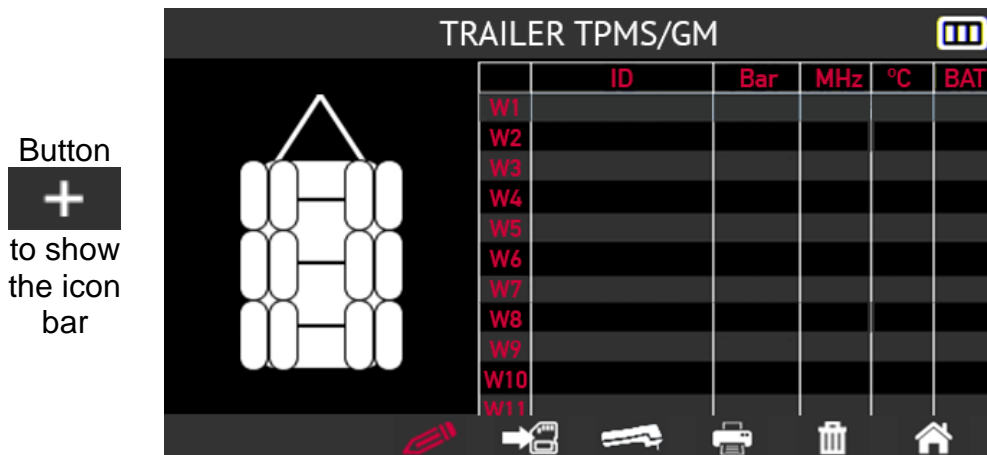 TRAILER TPMS/GM
ID Bar MHz °C BAT
W1
W2
W3
W4
W5
W6
W7
W8
W9
W10
W11
Button
+
to show
the icon
bar